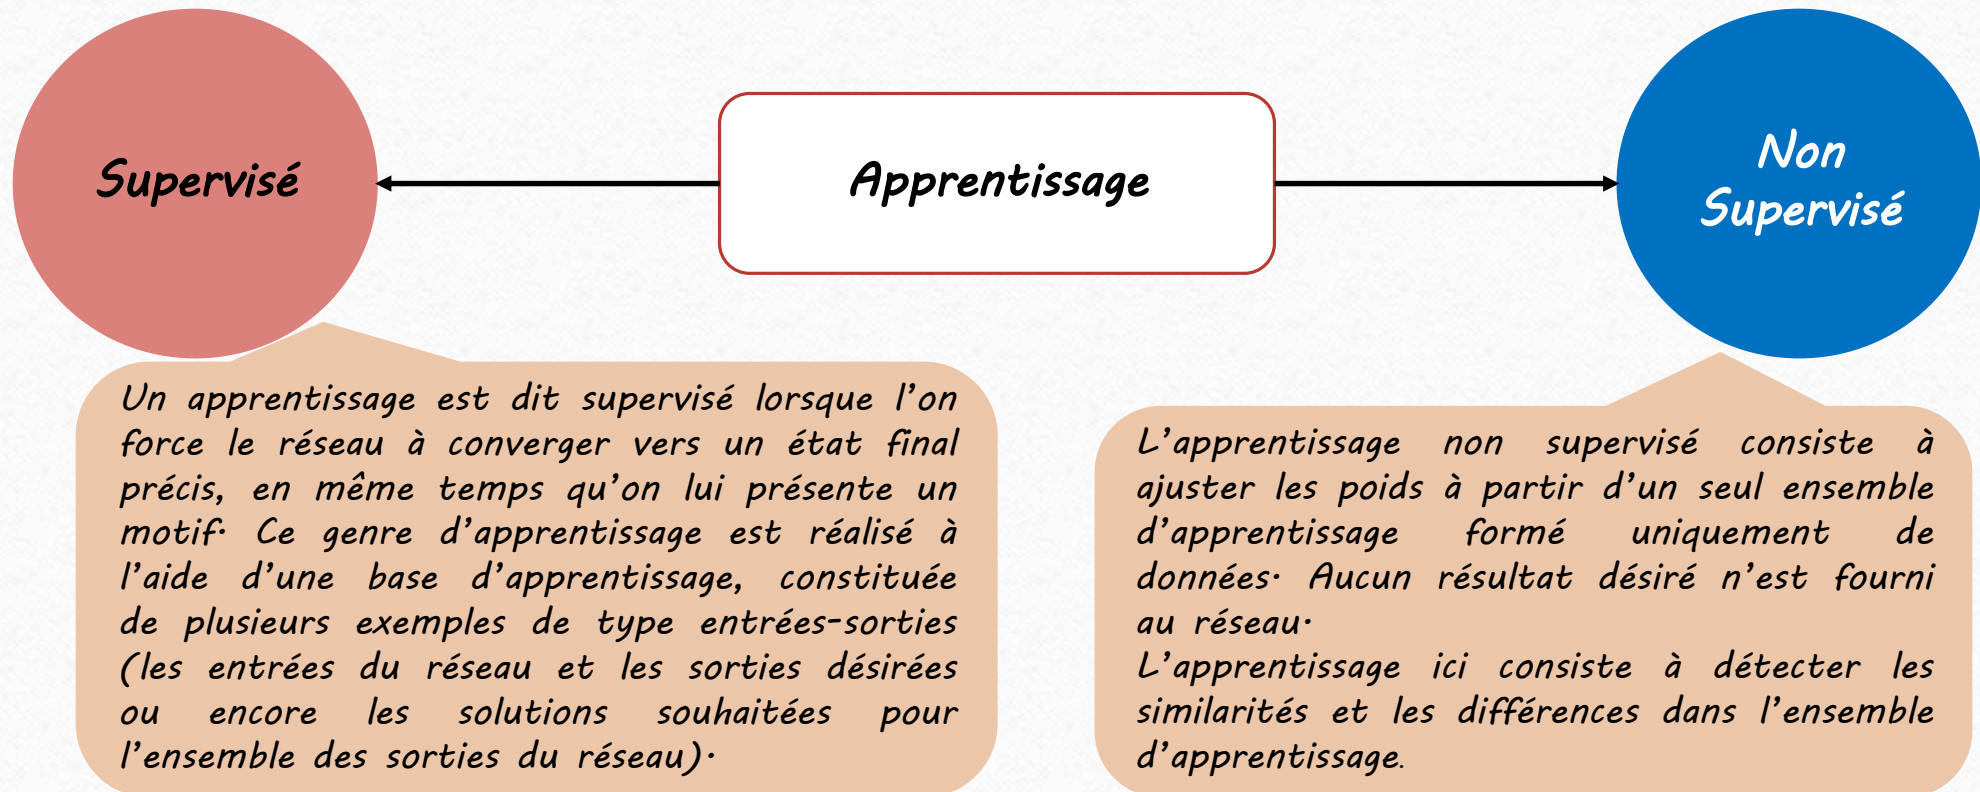 Supervisé
Apprentissage
Non
Supervisé
Un apprentissage est dit supervisé lorsque l’on
force le réseau à converger vers un état final
précis, en même temps qu’on lui présente un
motif. Ce genre d’apprentissage est réalisé à
l’aide d’une base d’apprentissage, constituée
de plusieurs exemples de type entrées-sorties
(les entrées du réseau et les sorties désirées
ou encore les solutions souhaitées pour
l’ensemble des sorties du réseau).
L’apprentissage non supervisé consiste à
ajuster les poids à partir d’un seul ensemble
d’apprentissage formé uniquement de
données. Aucun résultat désiré n’est fourni
au réseau.
L’apprentissage ici consiste à détecter les
similarités et les différences dans l’ensemble
d’apprentissage.